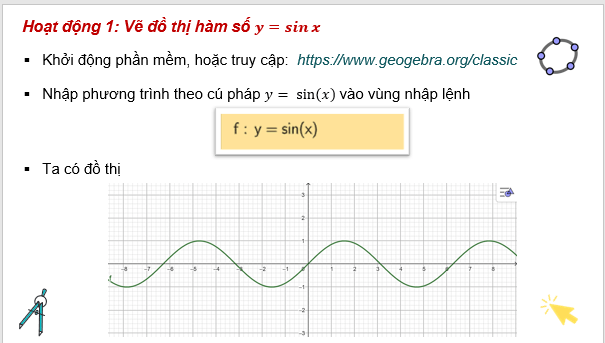 Hoạt động 1: Vẽ đồ thị hàm số y = sin x
▪ Khởi động phần mềm, hoặc truy cập: https://www.geogebra.org/classic
▪ Nhập phương trình theo cú pháp y = sin(x) vào vùng nhập lệnh
f : y = sin(x)
▪ Ta có đồ thị
3
2
1
-8 -7 -6 -5 -4 -3 -2 -1 0 1 2 3 4 5 6 7 8
-1
-2
-3